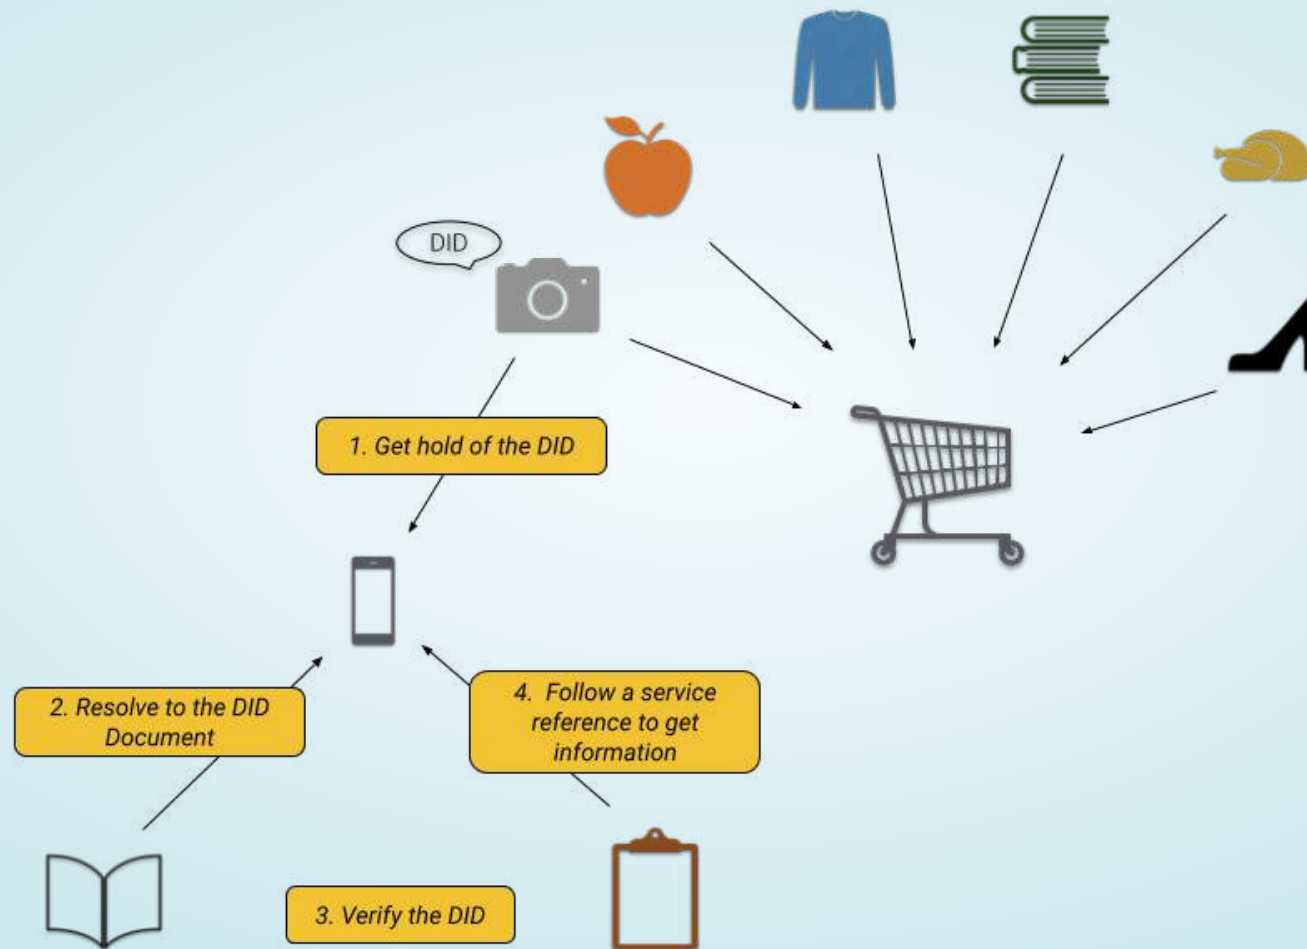 DID
1. Get hold of the DID
2. Resolve to the DID
Document
4. Follow a service
reference to get
information
3. Verify the DID